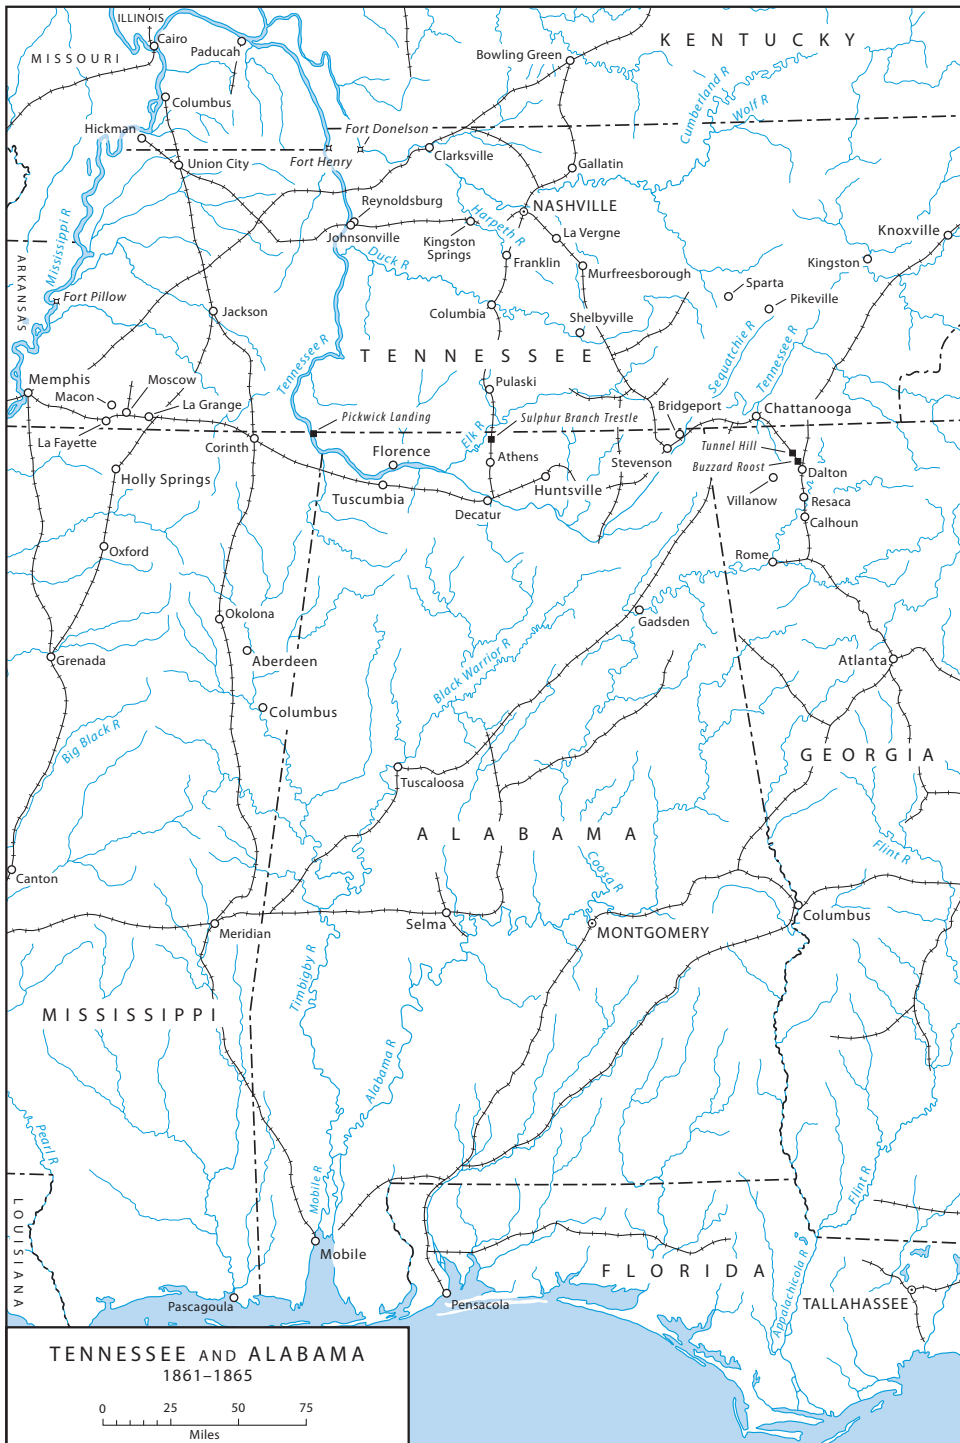 ILLINOIS
Cairo
Paducah
KENTUCKY
Bowling Green
MISSOURI
Columbus
Cumberland R
Wolf R
Hickman
Fort Donelson
Fort Henry
Clarksville
Union City
Gallatin
Reynoldsburg
NASHVILLE
Mississippi R
Johnsonville
Kingston
Springs
Harpeth R
La Vergne
Knoxville
Duck R
Franklin
Murfreesborough
Kingston
ARKANSAS
Fort Pillow
Sparta
Pikeville
Jackson
Columbia
Shelbyville
Tennessee R
TENNESSEE
Sequatchie R
Tennessee R
Memphis
Macon
Moscow
La Grange
Pulaski
Pickwick Landing
Sulphur Branch Trestle
Bridgeport
Chattanooga
La Fayette
Corinth
Elk R
Florence
Athens
Stevenson
Tunnel Hill
Buzzard Roost
Dalton
Holly Springs
Tuscumbia
Decatur
Huntsville
Villanow
Resaca
Calhoun
Oxford
Rome
Okolona
Gadsden
Grenada
Aberdeen
Black Warrior R
Atlanta
Columbus
Big Black R
GEORGIA
Tuscaloosa
ALABAMA
Flint R
Coosa R
Canton
Selma
Columbus
Meridian
MONTGOMERY
Timbigby R
MISSISSIPPI
Alabama R
Pearl R
Mobile R
Flint R
LOUISIANA
Mobile
Appalachicola R
FLORIDA
Pascagoula
Pensacola
TALLAHASSEE
TENNESSEE AND ALABAMA
1861–1865
0 25 50 75
Miles